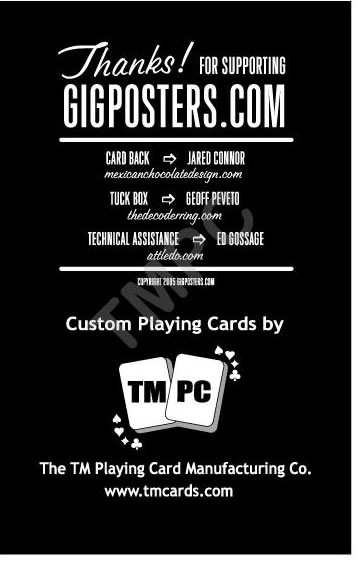 Thanks! FOR SUPPORTING
GIGPOSTERS.COM
CARD BACK ⇨ JARED CONNOR
mexicanchocolatedesign.com
TUCK BOX ⇨ GEOFF PEVETO
thedecoderring.com
TECHNICAL ASSISTANCE ⇨ ED GOSSAGE
attledo.com
COPYRIGHT 2005 GIGPOSTERS.COM
TMPC
Custom Playing Cards by
TM PC
The TM Playing Card Manufacturing Co.
www.tmcards.com